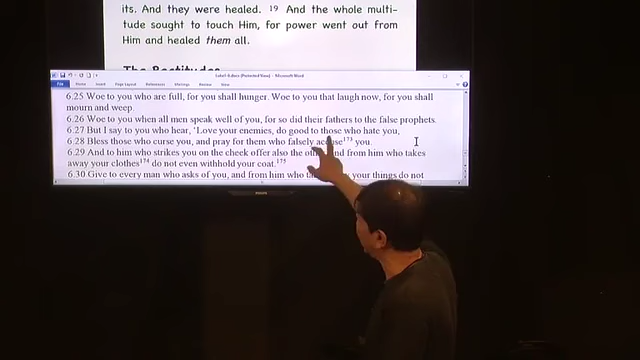 its. And they were healed. 19 And the whole multi-
tude sought to touch Him, for power went out from
Him and healed them all.
6.25 Woe to you who are full, for you shall hunger. Woe to you that laugh now, for you shall
mourn and weep.
6.26 Woe to you when all men speak well of you, for so did their fathers to the false prophets.
6.27 But I say to you who hear, 'Love your enemies, do good to those who hate you,
6.28 Bless those who curse you, and pray for them who falsely accuse173 you.
6.29 And to him who strikes you on the cheek offer also the and from him who takes
away your clothes174 do not even withhold your coat.175
6.30 Give to every man who asks of you, and from him who your things do not